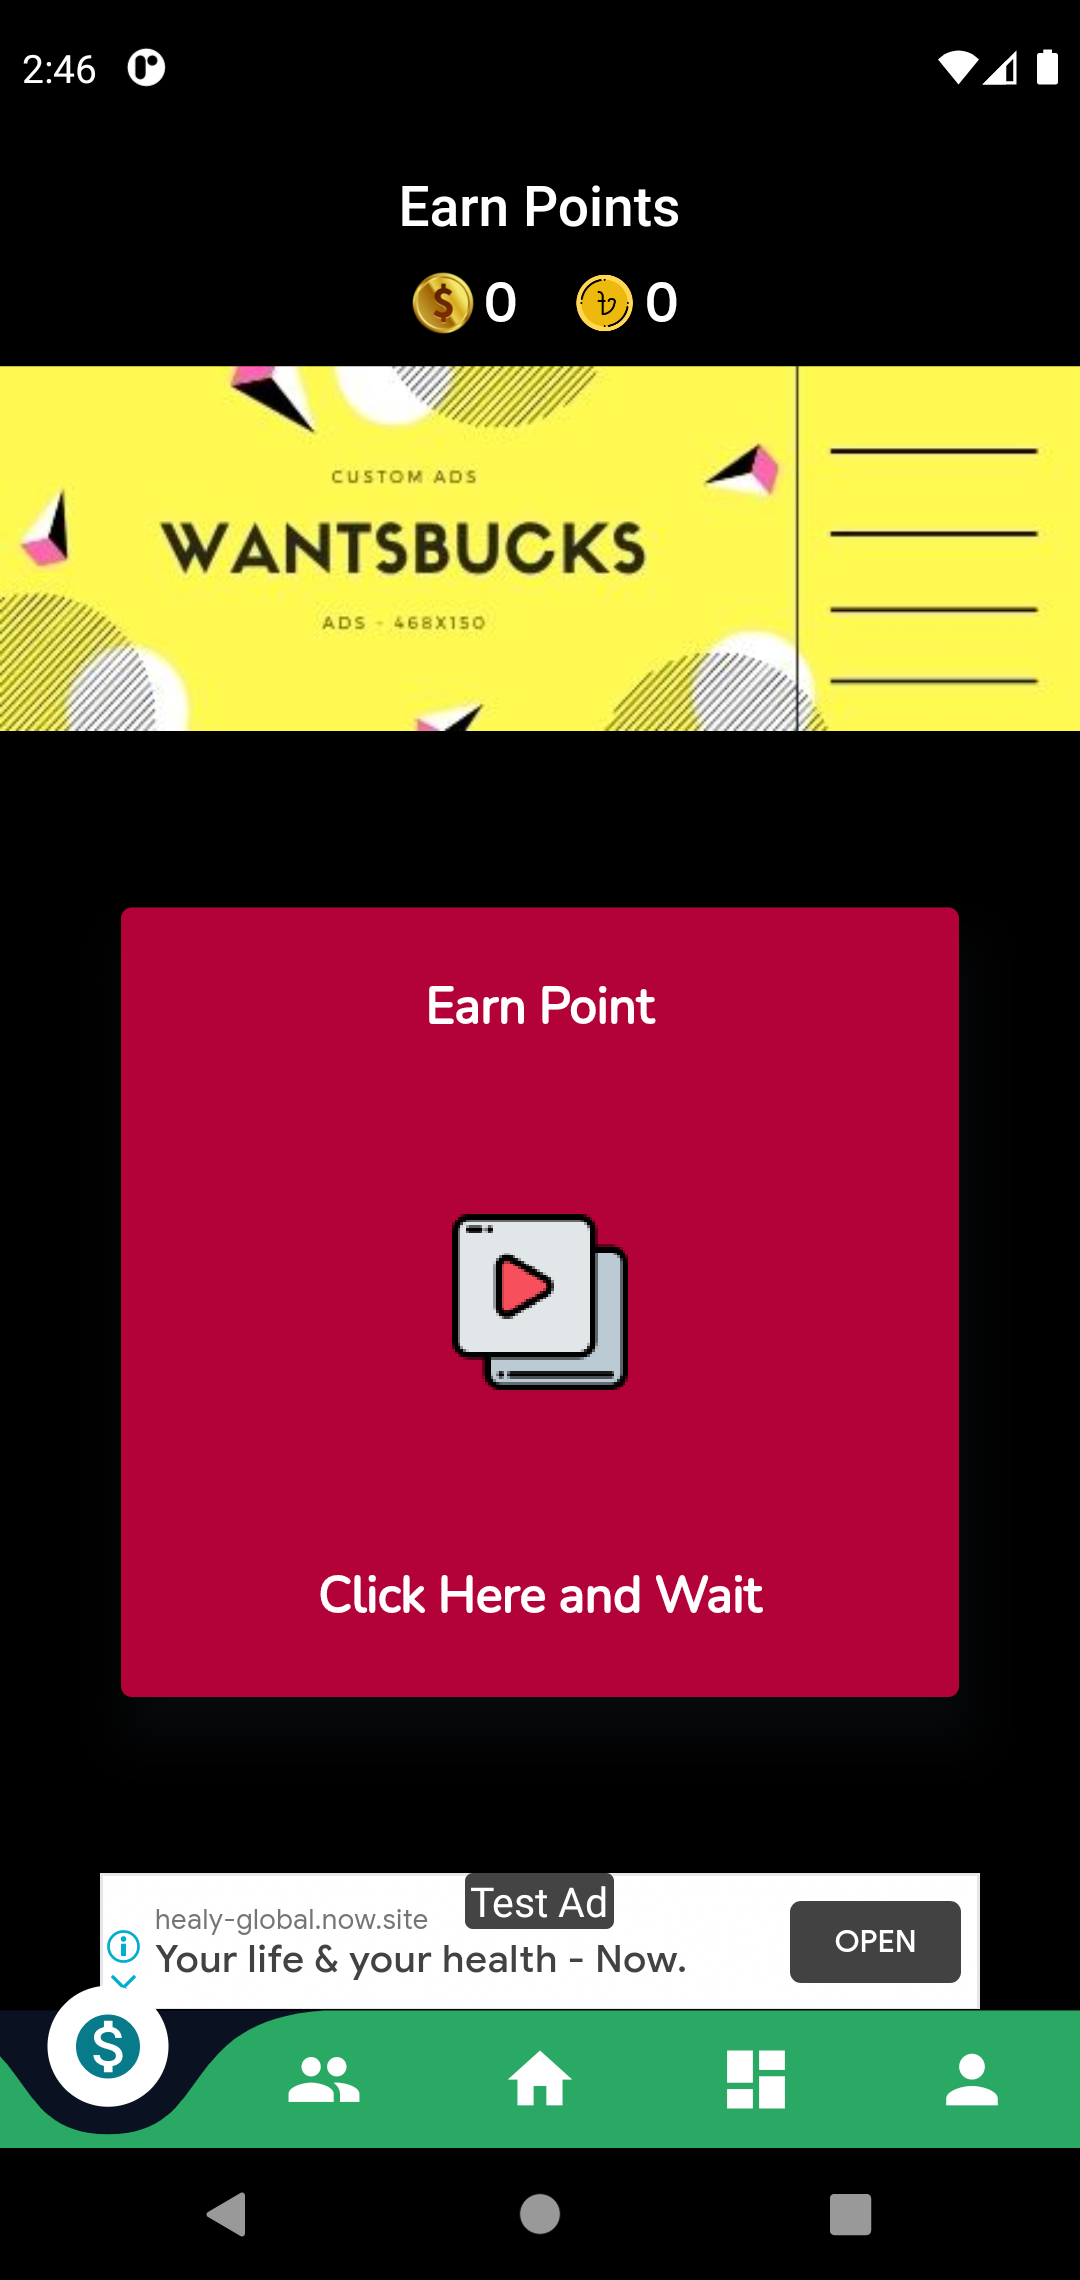 2:46
Earn Points
0 0
CUSTOM ADS
WANTSBUCKS
ADS - 468X150
Earn Point
Click Here and Wait
Test Ad
healy-global.now.site
Your life & your health - Now.
OPEN